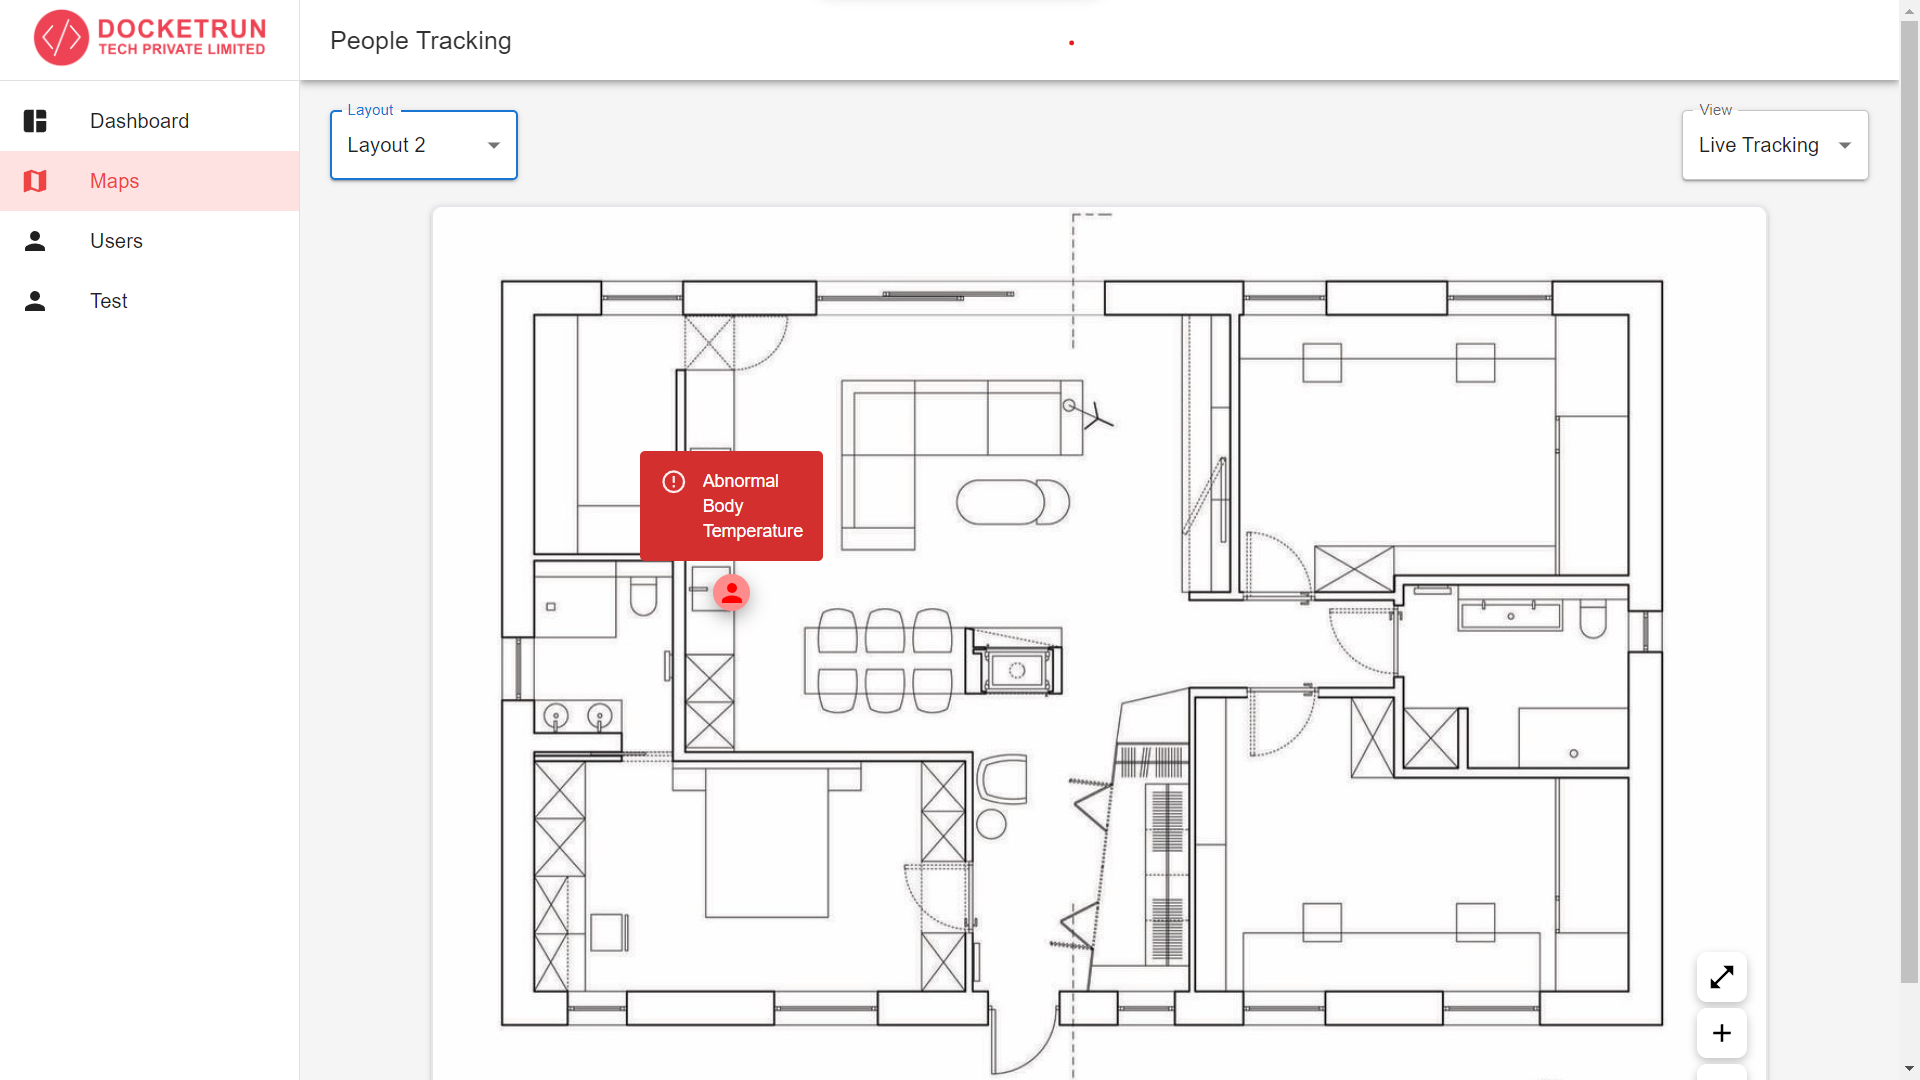 DOCKETRUN
TECH PRIVATE LIMITED
People Tracking
Dashboard
Maps
Users
Test
Layout
Layout 2
View
Live Tracking
Abnormal
Body
Temperature